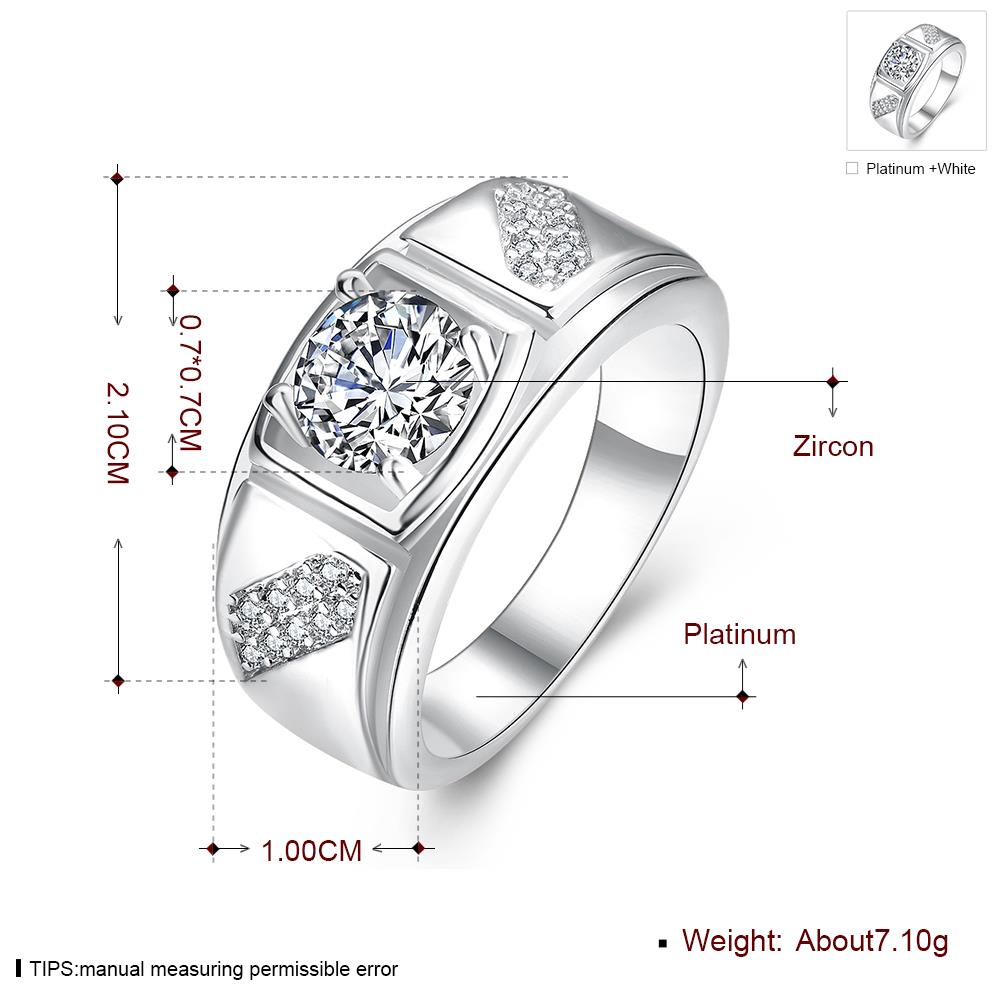 Platinum +White
0.7*0.7CM
2.10CM
Zircon
Platinum
1.00CM
Weight: About7.10g
TIPS:manual measuring permissible error